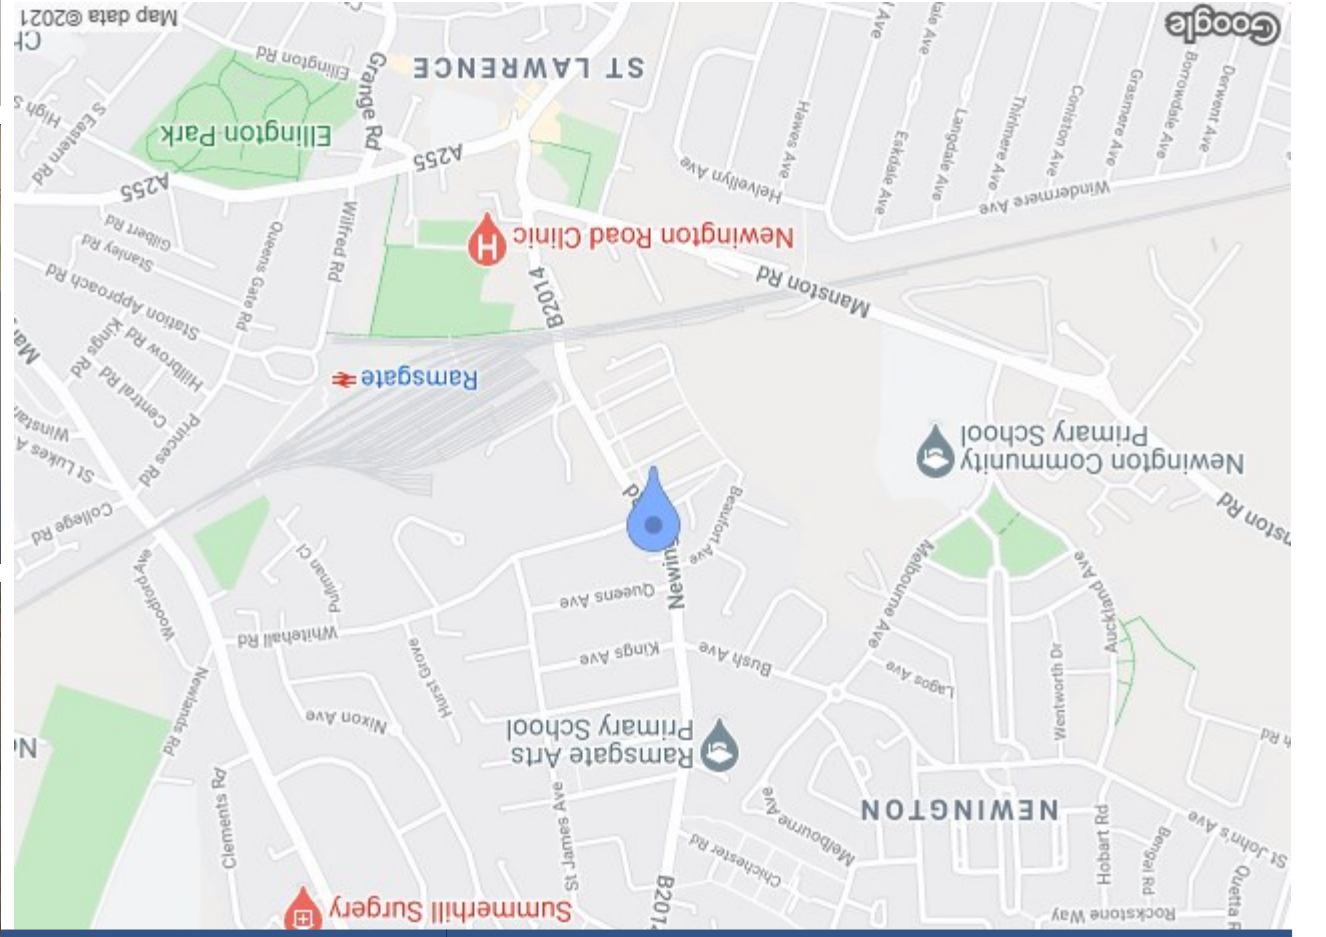 Rockstone Way
Summerhill Surgery
B2014
Bengal Rd
Hobart Rd
St John's Ave
Chichester Rd
Melbourne Ave
St James Ave
Clements Rd
NEWINGTON
Ramsgate Arts
Primary School
Nixon Ave
Newlands Rd
Wentworth Dr
Lagos Ave
Bush Ave
Kings Ave
Hurst Grove
Whitehall Rd
Auckland Ave
Melbourne Ave
Queens Ave
Pullman Cl
Woodford Ave
Beaufort Ave
College Rd
Manston Rd
Newington Community
Primary School
St Lukes A
Princes Rd
Winsta
Central Rd
Kings Rd
Hillbrow Rd
Ramsgate
Manston Rd
B2014
Station Approach Rd
Queens Gate Rd
Wilfred Rd
Stanley Rd
Gilbert Rd
Newington Road Clinic
Windermere Ave
Helvellyn Ave
A255
A255
Derwent Ave
Borrowdale Ave
Grasmere Ave
Coniston Ave
Thirlmere Ave
Langdale Ave
Eskdale Ave
Hawes Ave
Ellington Park
S Eastern Rd
High S
Grange Rd
ST LAWRENCE
Ellington Rd
Google
Map data ©2021